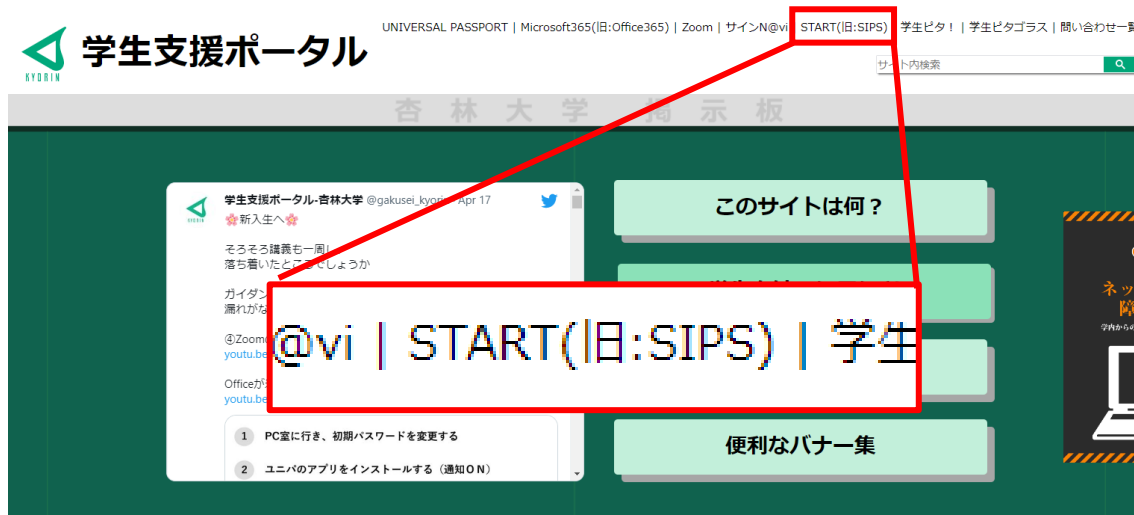 KYORIN
学生支援ポータル
UNIVERSAL PASSPORT | Microsoft365(旧:Office365) | Zoom | サインN@vi | START(旧:SIPS) | 学生ピタ！ | 学生ピタゴラス | 問い合わせ一覧
サイト内検索
杏林大学 掲示板
学生支援ポータル-杏林大学 @gakusei_kyorin Apr 17
🌸新入生へ🌸
そろそろ講義も一周し
落ち着いたところでしょうか
ガイダン
漏れがな
④Zoom
youtu.be
Officeが
youtu.be
1 PC室に行き、初期パスワードを変更する
2 ユニパのアプリをインストールする（通知ＯＮ）
このサイトは何？
@vi | START(旧:SIPS) | 学生
便利なバナー集
ネッ
障
学内からの